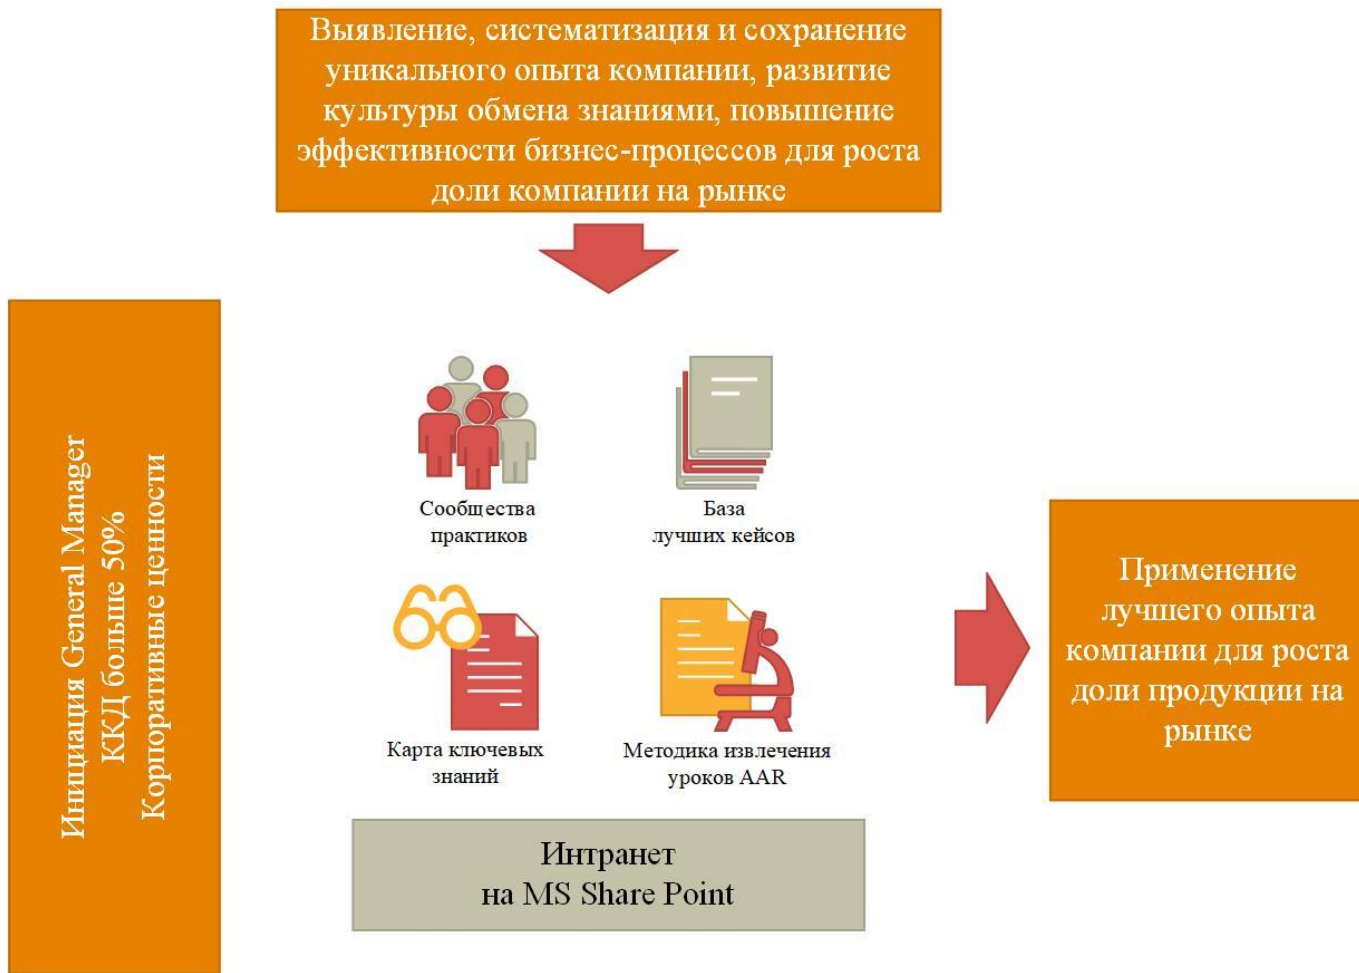 Выявление, систематизация и сохранение
уникального опыта компании, развитие
культуры обмена знаниями, повышение
эффективности бизнес-процессов для роста
доли компании на рынке
Инициация General Manager
ККД больше 50%
Корпоративные ценности
Сообщества
практиков
База
лучших кейсов
Карта ключевых
знаний
Методика извлечения
уроков AAR
Интранет
на MS Share Point
Применение
лучшего опыта
компании для роста
доли продукции на
рынке